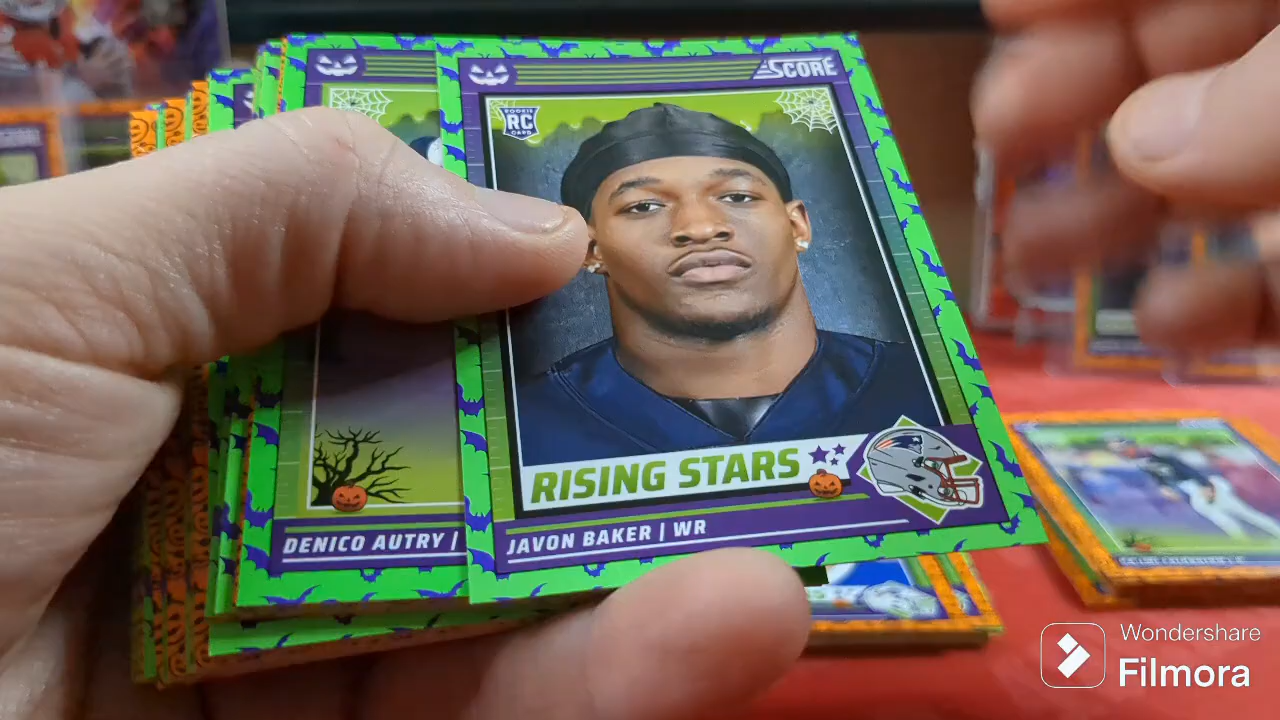 SCORE
ROOKIE
RC
CARD
RISING STARS
DENICO AUTRY |
JAVON BAKER | WR
Wondershare
Filmora